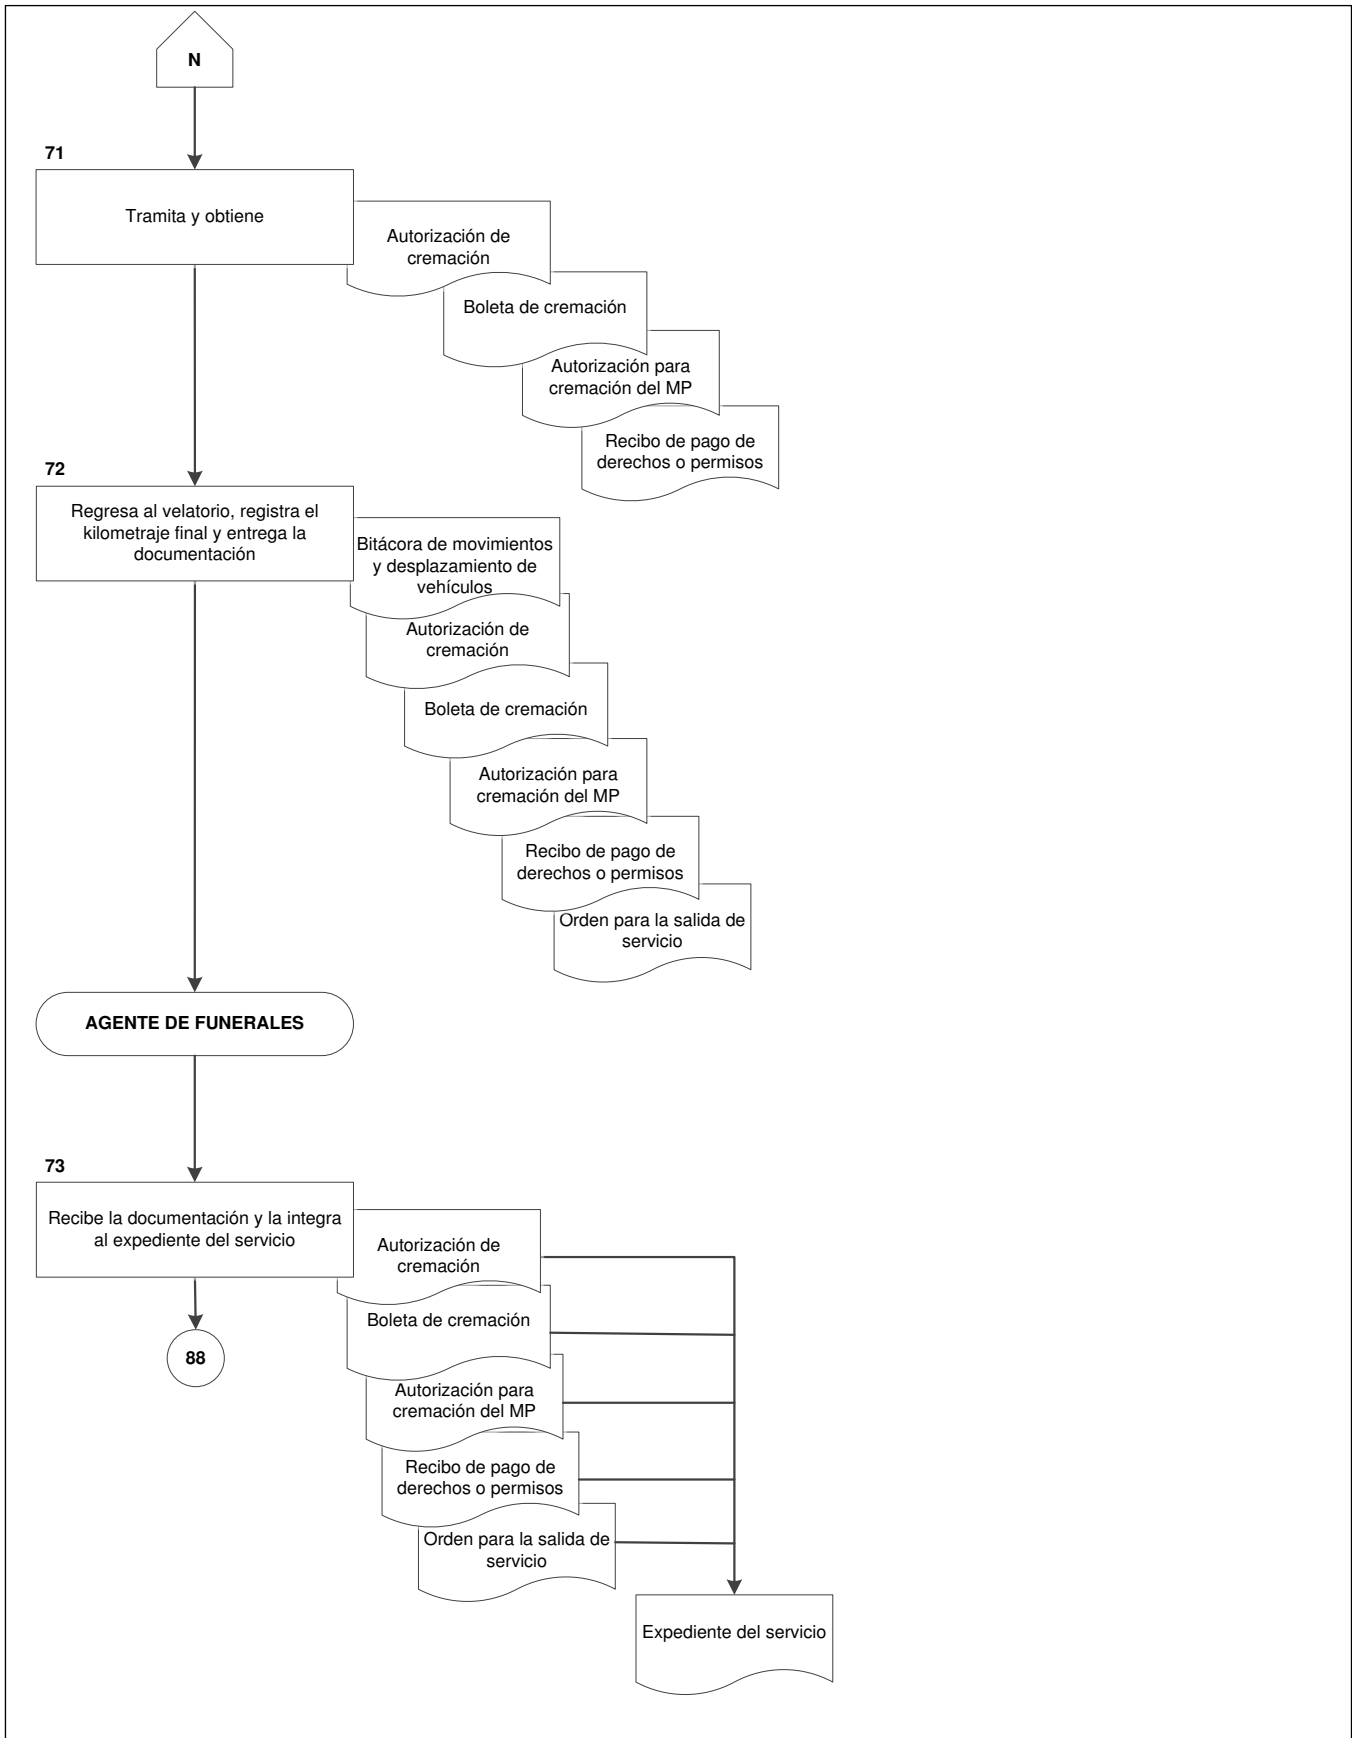 N
71
Tramita y obtiene
Autorización de
cremación
Boleta de cremación
Autorización para
cremación del MP
Recibo de pago de
derechos o permisos
72
Regresa al velatorio, registra el
kilometraje final y entrega la
documentación
Bitácora de movimientos
y desplazamiento de
vehículos
Autorización de
cremación
Boleta de cremación
Autorización para
cremación del MP
Recibo de pago de
derechos o permisos
Orden para la salida de
servicio
AGENTE DE FUNERALES
73
Recibe la documentación y la integra
al expediente del servicio
Autorización de
cremación
Boleta de cremación
88
Autorización para
cremación del MP
Recibo de pago de
derechos o permisos
Orden para la salida de
servicio
Expediente del servicio